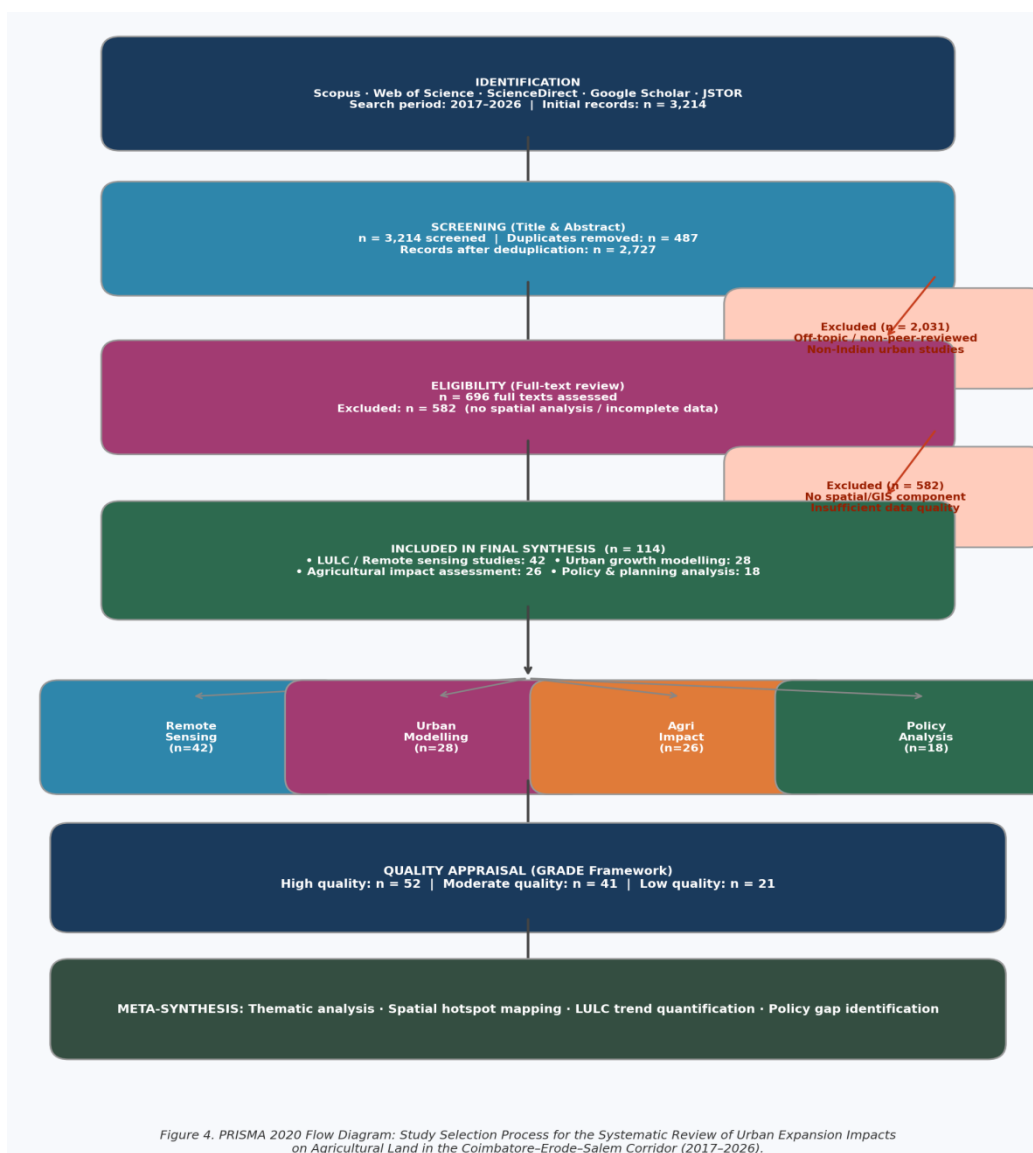 IDENTIFICATION
Scopus · Web of Science · ScienceDirect · Google Scholar · JSTOR
Search period: 2017–2026 | Initial records: n = 3,214
SCREENING (Title & Abstract)
n = 3,214 screened | Duplicates removed: n = 487
Records after deduplication: n = 2,727
Excluded (n = 2,031)
Off-topic / non-peer-reviewed
Non-Indian urban studies
ELIGIBILITY (Full-text review)
n = 696 full texts assessed
Excluded: n = 582 (no spatial analysis / incomplete data)
Excluded (n = 582)
No spatial/GIS component
Insufficient data quality
INCLUDED IN FINAL SYNTHESIS (n = 114)
• LULC / Remote sensing studies: 42 • Urban growth modelling: 28
• Agricultural impact assessment: 26 • Policy & planning analysis: 18
Remote
Sensing
(n=42)
Urban
Modelling
(n=28)
Agri
Impact
(n=26)
Policy
Analysis
(n=18)
QUALITY APPRAISAL (GRADE Framework)
High quality: n = 52 | Moderate quality: n = 41 | Low quality: n = 21
META-SYNTHESIS: Thematic analysis · Spatial hotspot mapping · LULC trend quantification · Policy gap identification
Figure 4. PRISMA 2020 Flow Diagram: Study Selection Process for the Systematic Review of Urban Expansion Impacts
on Agricultural Land in the Coimbatore–Erode–Salem Corridor (2017–2026).